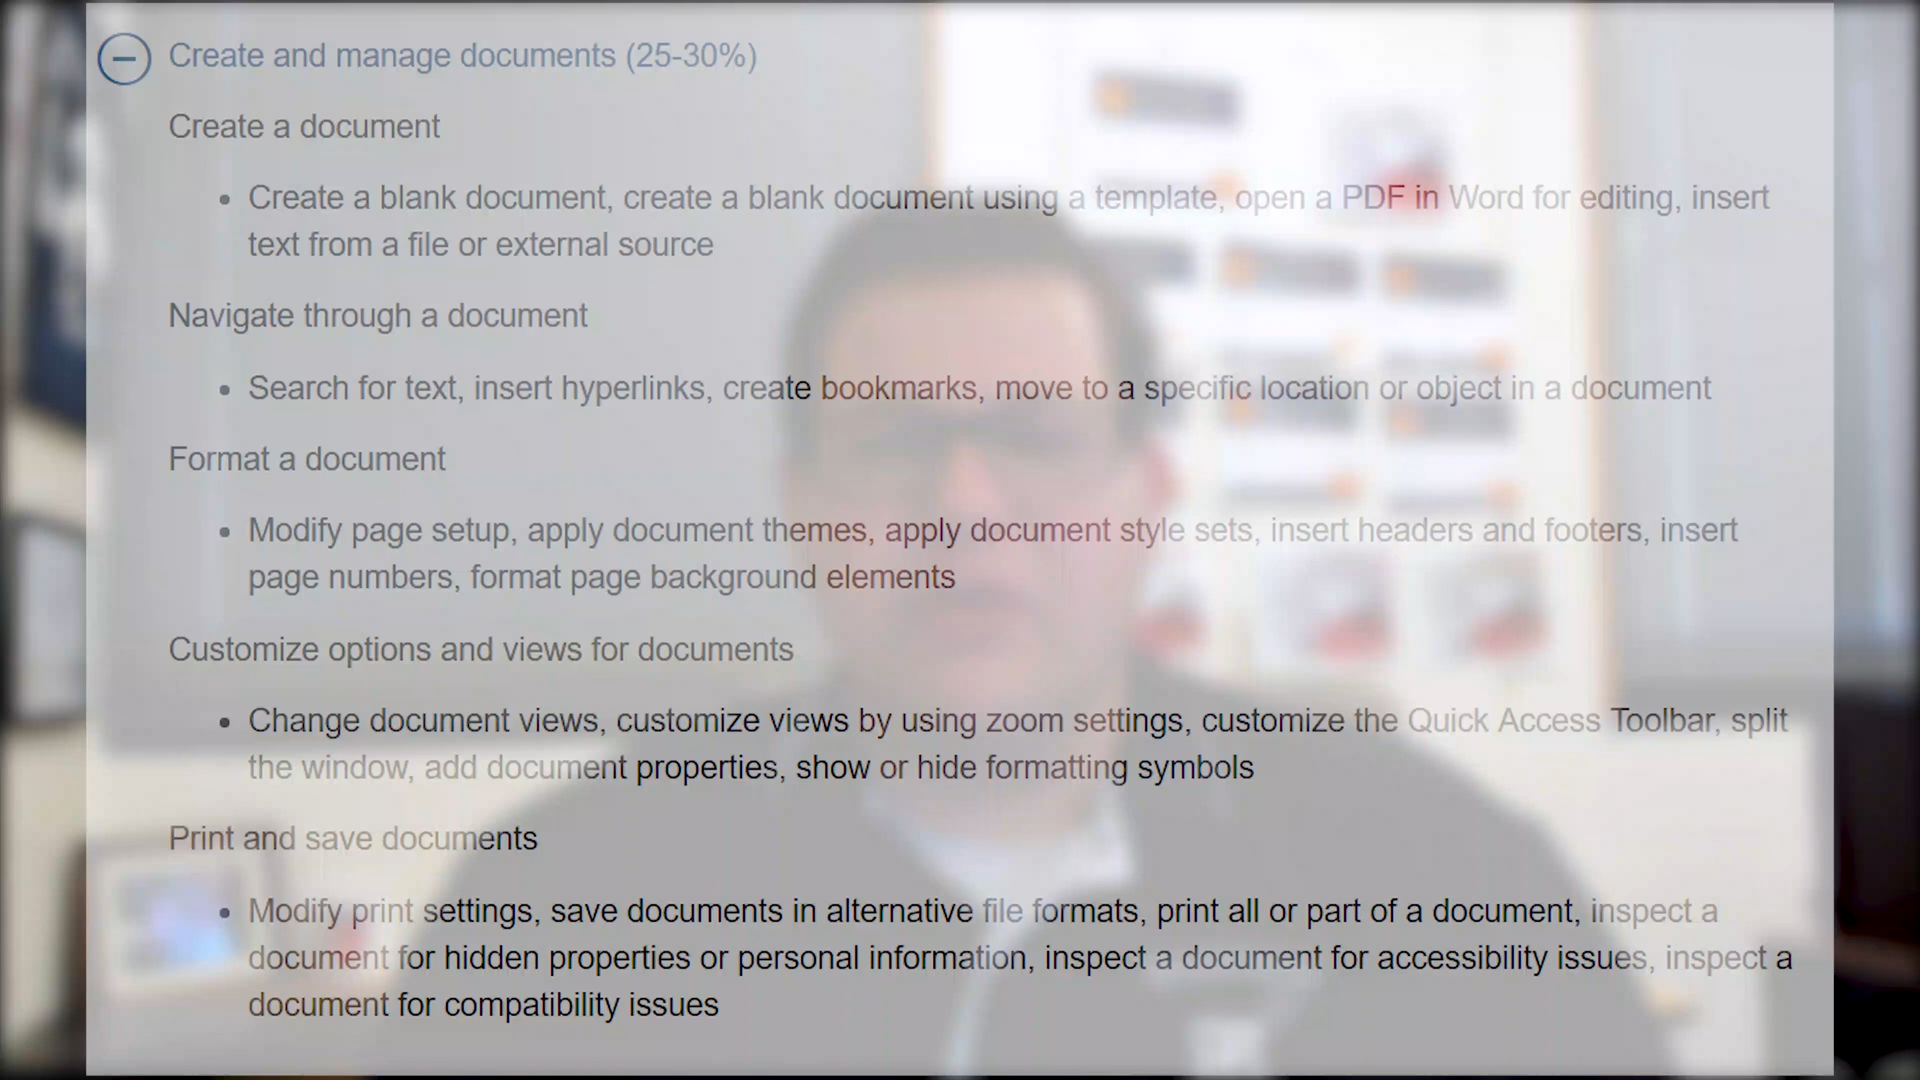 Create and manage documents (25-30%)
Create a document
• Create a blank document, create a blank document using a template, open a PDF in Word for editing, insert
text from a file or external source
Navigate through a document
• Search for text, insert hyperlinks, create bookmarks, move to a specific location or object in a document
Format a document
• Modify page setup, apply document themes, apply document style sets, insert headers and footers, insert
page numbers, format page background elements
Customize options and views for documents
• Change document views, customize views by using zoom settings, customize the Quick Access Toolbar, split
the window, add document properties, show or hide formatting symbols
Print and save documents
• Modify print settings, save documents in alternative file formats, print all or part of a document, inspect a
document for hidden properties or personal information, inspect a document for accessibility issues, inspect a
document for compatibility issues